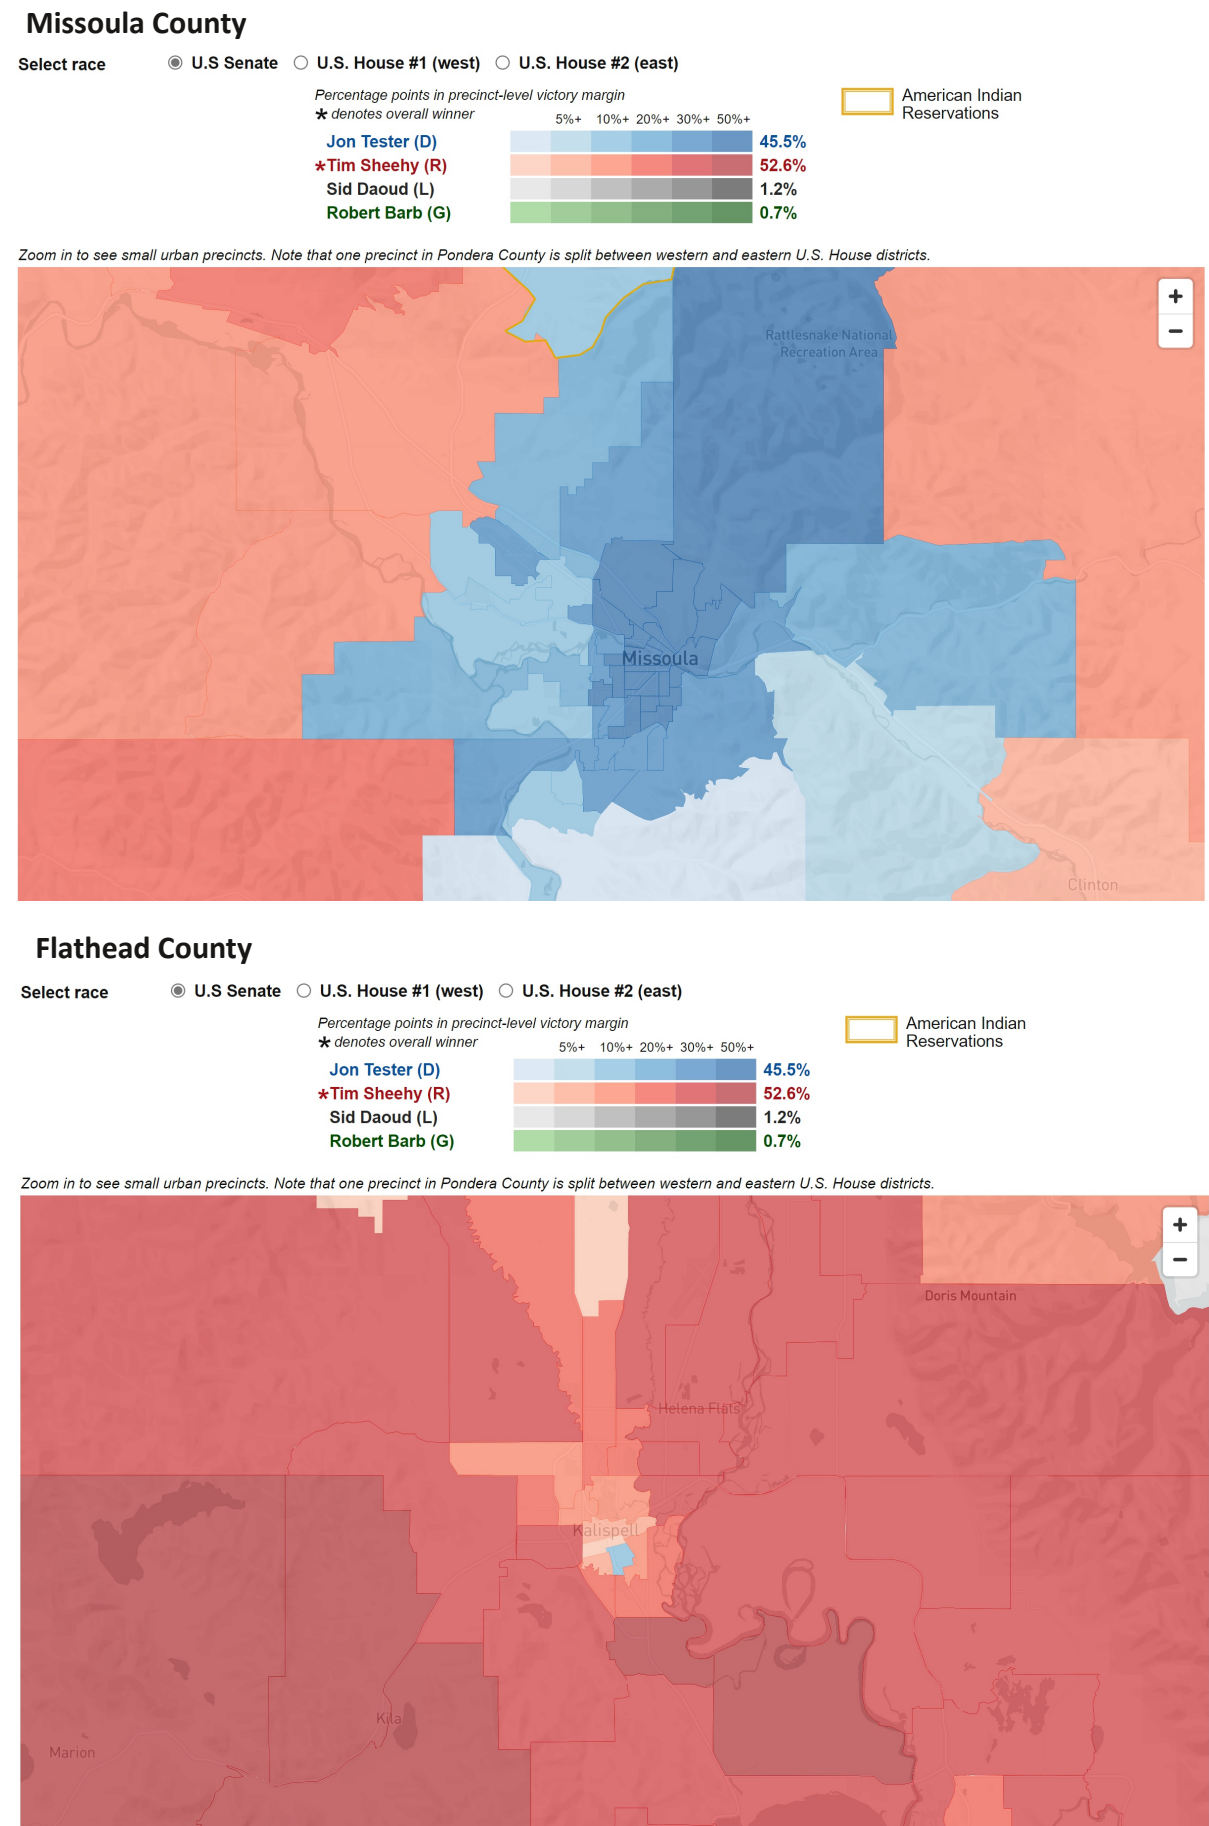 Missoula County
Select race
U.S Senate
U.S. House #1 (west)
U.S. House #2 (east)
Percentage points in precinct-level victory margin
* denotes overall winner
5%+ 10%+ 20%+ 30%+ 50%+
American Indian
Reservations
Jon Tester (D) 45.5%
*Tim Sheehy (R) 52.6%
Sid Daoud (L) 1.2%
Robert Barb (G) 0.7%
Zoom in to see small urban precincts. Note that one precinct in Pondera County is split between western and eastern U.S. House districts.
+
−
Rattlesnake National
Recreation Area
Missoula
Clinton
Flathead County
Select race
U.S Senate
U.S. House #1 (west)
U.S. House #2 (east)
Percentage points in precinct-level victory margin
* denotes overall winner
5%+ 10%+ 20%+ 30%+ 50%+
American Indian
Reservations
Jon Tester (D) 45.5%
*Tim Sheehy (R) 52.6%
Sid Daoud (L) 1.2%
Robert Barb (G) 0.7%
Zoom in to see small urban precincts. Note that one precinct in Pondera County is split between western and eastern U.S. House districts.
+
−
Doris Mountain
Helena Flats
Kalispell
Kila
Marion